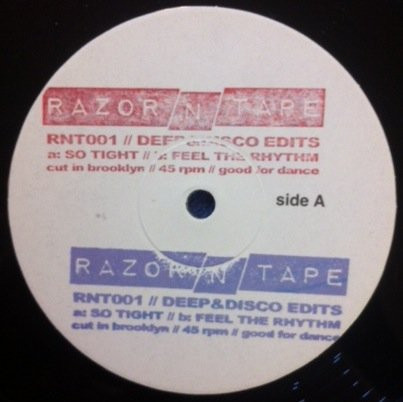 RAZOR/N/TAPE
RNT001 // DEEP&DISCO EDITS
a: SO TIGHT // b: FEEL THE RHYTHM
cut in brooklyn // 45 rpm // good for dance
side A
RAZOR/N/TAPE
RNT001 // DEEP&DISCO EDITS
a: SO TIGHT // b: FEEL THE RHYTHM
cut in brooklyn // 45 rpm // good for dance